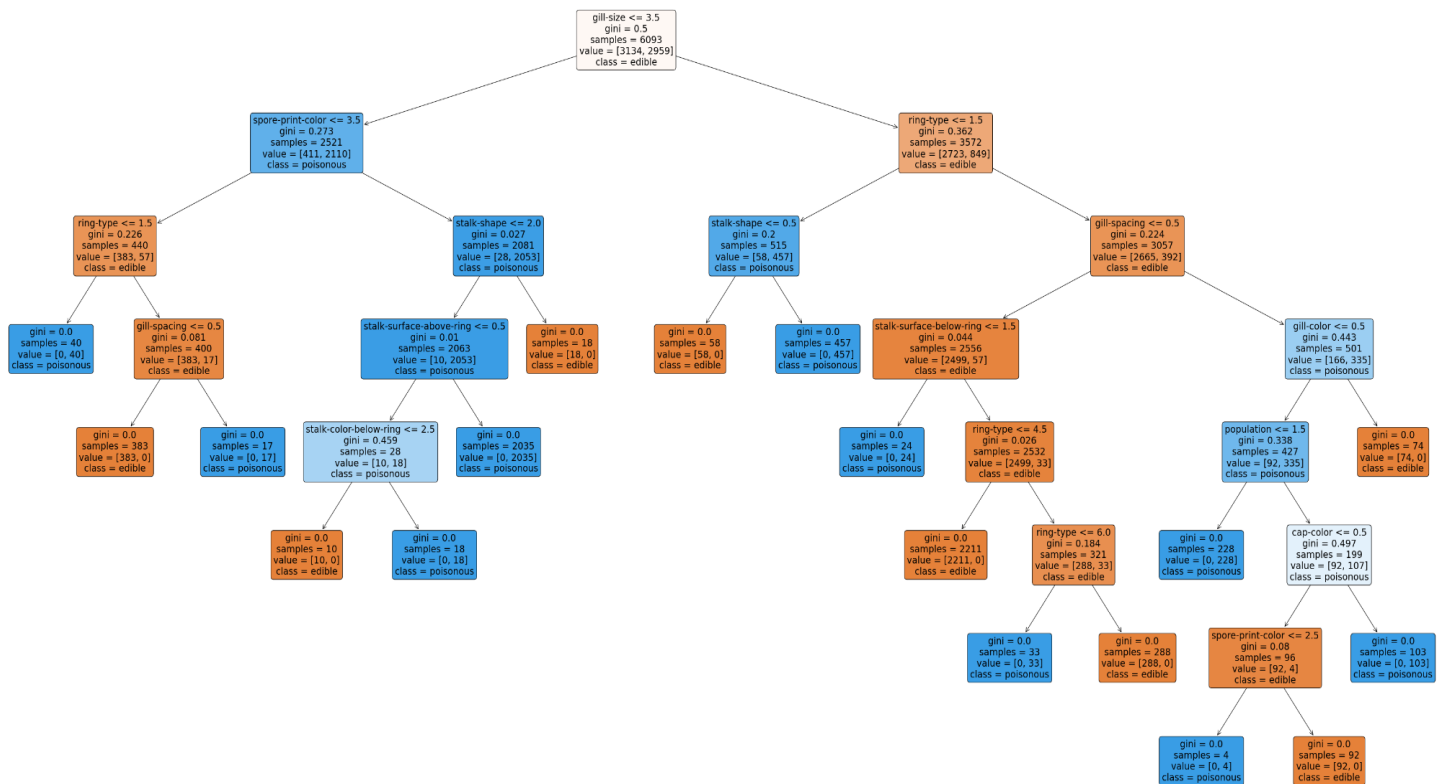 gill-size <= 3.5
gini = 0.5
samples = 6093
value = [3134, 2959]
class = edible
spore-print-color <= 3.5
gini = 0.273
samples = 2521
value = [411, 2110]
class = poisonous
ring-type <= 1.5
gini = 0.362
samples = 3572
value = [2723, 849]
class = edible
ring-type <= 1.5
gini = 0.226
samples = 440
value = [383, 57]
class = edible
stalk-shape <= 2.0
gini = 0.027
samples = 2081
value = [28, 2053]
class = poisonous
stalk-shape <= 0.5
gini = 0.2
samples = 515
value = [58, 457]
class = poisonous
gill-spacing <= 0.5
gini = 0.224
samples = 3057
value = [2665, 392]
class = edible
gini = 0.0
samples = 40
value = [0, 40]
class = poisonous
gill-spacing <= 0.5
gini = 0.081
samples = 400
value = [383, 17]
class = edible
stalk-surface-above-ring <= 0.5
gini = 0.01
samples = 2063
value = [10, 2053]
class = poisonous
gini = 0.0
samples = 18
value = [18, 0]
class = edible
gini = 0.0
samples = 58
value = [58, 0]
class = edible
gini = 0.0
samples = 457
value = [0, 457]
class = poisonous
stalk-surface-below-ring <= 1.5
gini = 0.044
samples = 2556
value = [2499, 57]
class = edible
gill-color <= 0.5
gini = 0.443
samples = 501
value = [166, 335]
class = poisonous
gini = 0.0
samples = 383
value = [383, 0]
class = edible
gini = 0.0
samples = 17
value = [0, 17]
class = poisonous
stalk-color-below-ring <= 2.5
gini = 0.459
samples = 28
value = [10, 18]
class = poisonous
gini = 0.0
samples = 2035
value = [0, 2035]
class = poisonous
gini = 0.0
samples = 24
value = [0, 24]
class = poisonous
ring-type <= 4.5
gini = 0.026
samples = 2532
value = [2499, 33]
class = edible
population <= 1.5
gini = 0.338
samples = 427
value = [92, 335]
class = poisonous
gini = 0.0
samples = 74
value = [74, 0]
class = edible
gini = 0.0
samples = 10
value = [10, 0]
class = edible
gini = 0.0
samples = 18
value = [0, 18]
class = poisonous
gini = 0.0
samples = 2211
value = [2211, 0]
class = edible
ring-type <= 6.0
gini = 0.184
samples = 321
value = [288, 33]
class = edible
gini = 0.0
samples = 228
value = [0, 228]
class = poisonous
cap-color <= 0.5
gini = 0.497
samples = 199
value = [92, 107]
class = poisonous
gini = 0.0
samples = 33
value = [0, 33]
class = poisonous
gini = 0.0
samples = 288
value = [288, 0]
class = edible
spore-print-color <= 2.5
gini = 0.08
samples = 96
value = [92, 4]
class = edible
gini = 0.0
samples = 103
value = [0, 103]
class = poisonous
gini = 0.0
samples = 4
value = [0, 4]
class = poisonous
gini = 0.0
samples = 92
value = [92, 0]
class = edible